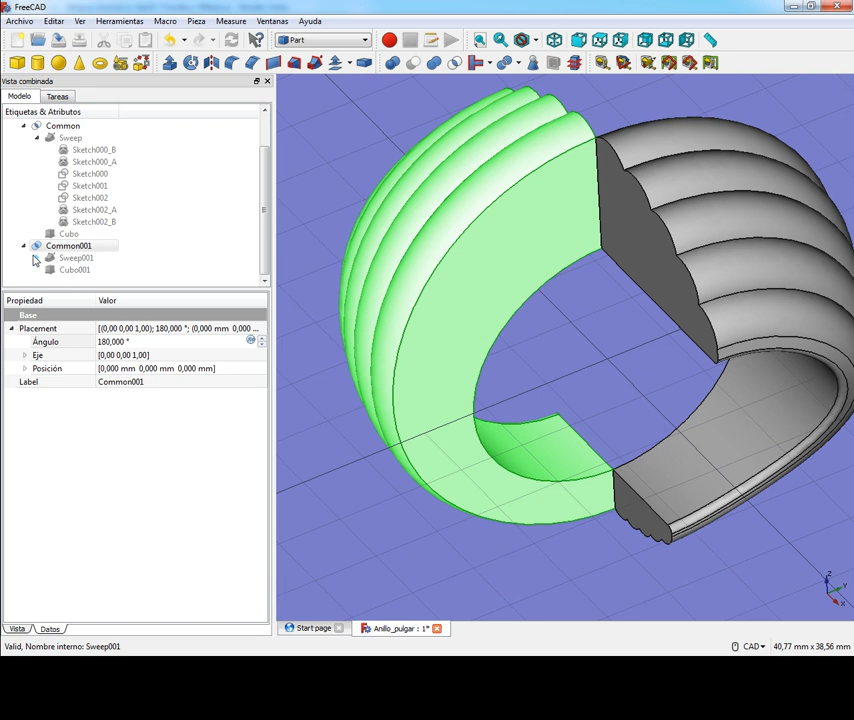 FreeCAD
Archivo Editar Ver Herramientas Macro Pieza Measure Ventanas Ayuda
Part
Vista combinada
Modelo Tareas
Etiquetas & Atributos
Common
Sweep
Sketch000_B
Sketch000_A
Sketch000
Sketch001
Sketch002
Sketch002_A
Sketch002_B
Cubo
Common001
Sweep001
Cubo001
Propiedad Valor
Base
Placement [(0,00 0,00 1,00); 180,000 °; (0,000 mm 0,000 ...
Ángulo 180,000 °
Eje [0,00 0,00 1,00]
Posición [0,000 mm 0,000 mm 0,000 mm]
Label Common001
Z
Y
X
Vista Datos
Start page Anillo_pulgar : 1*
Valid, Nombre interno: Sweep001 CAD 40,77 mm x 38,56 mm